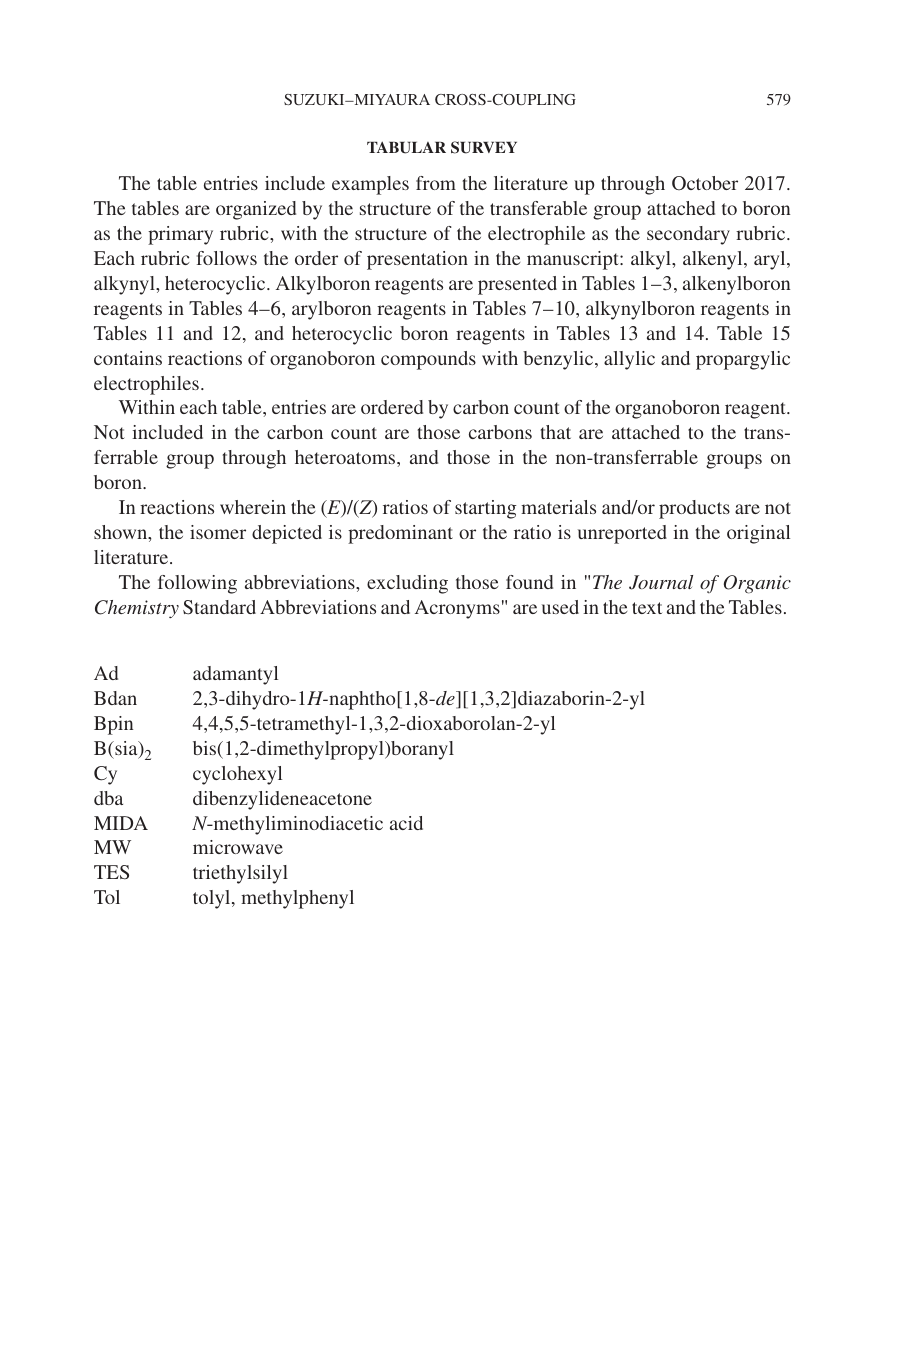 SUZUKI–MIYAURA CROSS-COUPLING 579
TABULAR SURVEY
The table entries include examples from the literature up through October 2017.
The tables are organized by the structure of the transferable group attached to boron
as the primary rubric, with the structure of the electrophile as the secondary rubric.
Each rubric follows the order of presentation in the manuscript: alkyl, alkenyl, aryl,
alkynyl, heterocyclic. Alkylboron reagents are presented in Tables 1–3, alkenylboron
reagents in Tables 4–6, arylboron reagents in Tables 7–10, alkynylboron reagents in
Tables 11 and 12, and heterocyclic boron reagents in Tables 13 and 14. Table 15
contains reactions of organoboron compounds with benzylic, allylic and propargylic
electrophiles.
Within each table, entries are ordered by carbon count of the organoboron reagent.
Not included in the carbon count are those carbons that are attached to the trans-
ferrable group through heteroatoms, and those in the non-transferrable groups on
boron.
In reactions wherein the (E)/(Z) ratios of starting materials and/or products are not
shown, the isomer depicted is predominant or the ratio is unreported in the original
literature.
The following abbreviations, excluding those found in "The Journal of Organic
Chemistry Standard Abbreviations and Acronyms" are used in the text and the Tables.
Ad adamantyl
Bdan 2,3-dihydro-1H-naphtho[1,8-de][1,3,2]diazaborin-2-yl
Bpin 4,4,5,5-tetramethyl-1,3,2-dioxaborolan-2-yl
B(sia)2 bis(1,2-dimethylpropyl)boranyl
Cy cyclohexyl
dba dibenzylideneacetone
MIDA N-methyliminodiacetic acid
MW microwave
TES triethylsilyl
Tol tolyl, methylphenyl